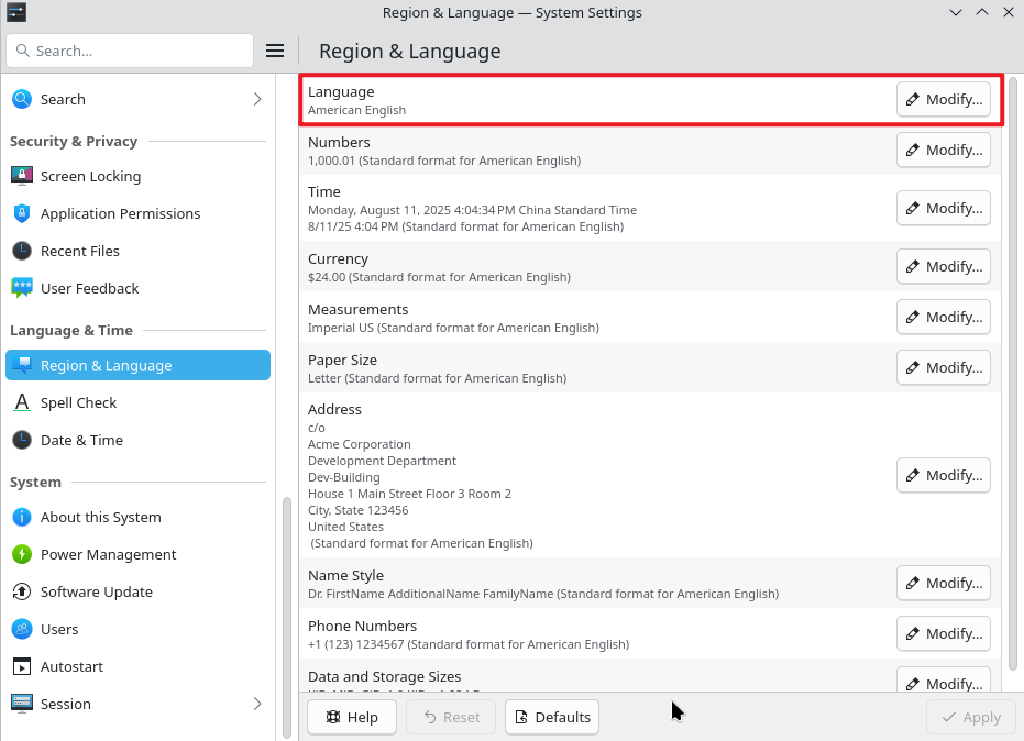 Region & Language — System Settings
Search...
Region & Language
Search
Security & Privacy
Screen Locking
Application Permissions
Recent Files
User Feedback
Language & Time
Region & Language
Spell Check
Date & Time
System
About this System
Power Management
Software Update
Users
Autostart
Session
Language
American English
Modify...
Numbers
1,000.01 (Standard format for American English)
Modify...
Time
Monday, August 11, 2025 4:04:34 PM China Standard Time
8/11/25 4:04 PM (Standard format for American English)
Modify...
Currency
$24.00 (Standard format for American English)
Modify...
Measurements
Imperial US (Standard format for American English)
Modify...
Paper Size
Letter (Standard format for American English)
Modify...
Address
c/o
Acme Corporation
Development Department
Dev-Building
House 1 Main Street Floor 3 Room 2
City, State 123456
United States
(Standard format for American English)
Modify...
Name Style
Dr. FirstName AdditionalName FamilyName (Standard format for American English)
Modify...
Phone Numbers
+1 (123) 1234567 (Standard format for American English)
Modify...
Data and Storage Sizes
Modify...
Help
Reset
Defaults
Apply